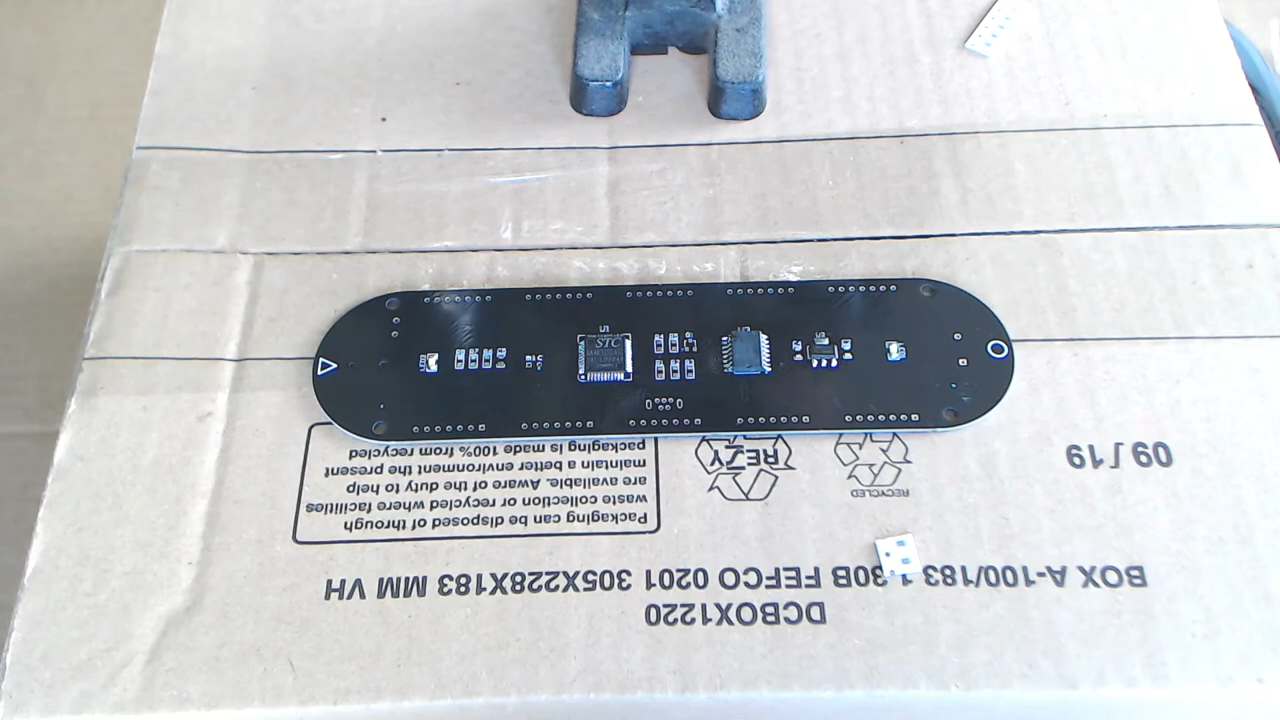 STC
U5
Packaging can be disposed of through
waste collection or recycled where facilities
are available. Aware of the duty to help
maintain a better environment the present
packaging is made 100% from recycled
RECYCLED
RESY
09 / 19
BOX A-100/183 1 30B FEFCO 0201 305X228X183 MM VH
DCBOX1220